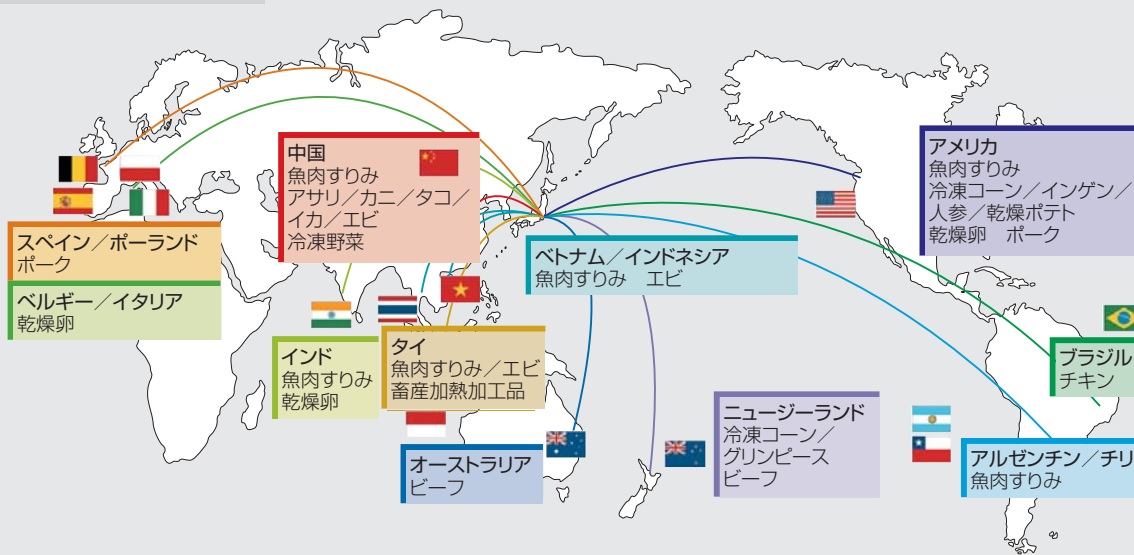 中国
魚肉すりみ
アサリ／カニ／タコ／
イカ／エビ
冷凍野菜
アメリカ
魚肉すりみ
冷凍コーン／インゲン／
人参／乾燥ポテト
乾燥卵　ポーク
スペイン／ポーランド
ポーク
ベルギー／イタリア
乾燥卵
ベトナム／インドネシア
魚肉すりみ　エビ
インド
魚肉すりみ
乾燥卵
タイ
魚肉すりみ／エビ
畜産加熱加工品
ブラジル
チキン
ニュージーランド
冷凍コーン／
グリンピース
ビーフ
オーストラリア
ビーフ
アルゼンチン／チリ
魚肉すりみ